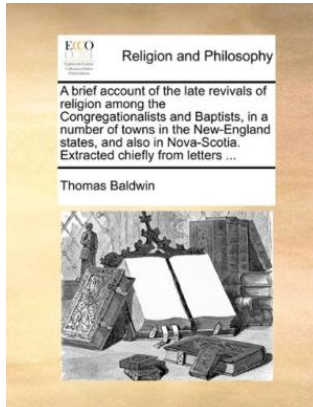 ECCO
Religion and Philosophy
A brief account of the late revivals of
religion among the
Congregationalists and Baptists, in a
number of towns in the New-England
states, and also in Nova-Scotia.
Extracted chiefly from letters ...
Thomas Baldwin